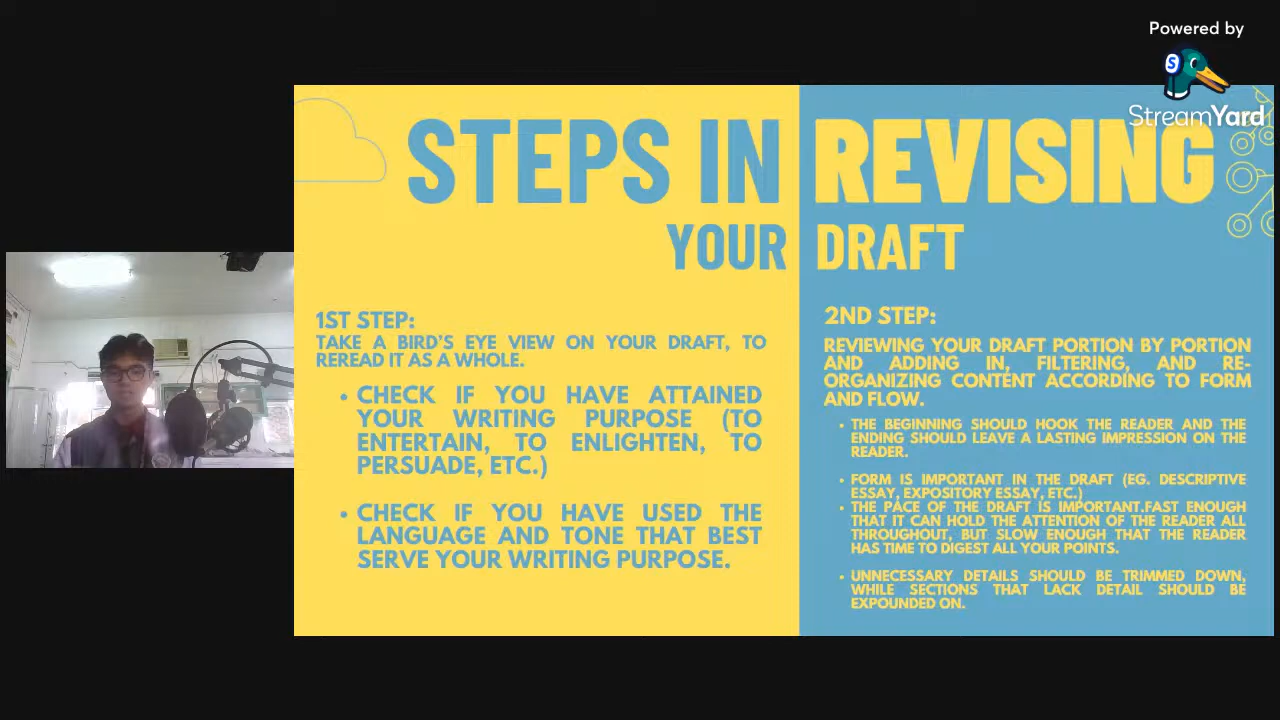 Powered by
StreamYard
STEPS IN REVISING
YOUR DRAFT
1ST STEP:
TAKE A BIRD'S EYE VIEW ON YOUR DRAFT, TO
REREAD IT AS A WHOLE.
• CHECK IF YOU HAVE ATTAINED
YOUR WRITING PURPOSE (TO
ENTERTAIN, TO ENLIGHTEN, TO
PERSUADE, ETC.)
• CHECK IF YOU HAVE USED THE
LANGUAGE AND TONE THAT BEST
SERVE YOUR WRITING PURPOSE.
2ND STEP:
REVIEWING YOUR DRAFT PORTION BY PORTION
AND ADDING IN, FILTERING, AND RE-
ORGANIZING CONTENT ACCORDING TO FORM
AND FLOW.
• THE BEGINNING SHOULD HOOK THE READER AND THE
ENDING SHOULD LEAVE A LASTING IMPRESSION ON THE
READER.
• FORM IS IMPORTANT IN THE DRAFT (EG. DESCRIPTIVE
ESSAY, EXPOSITORY ESSAY, ETC.)
• THE PACE OF THE DRAFT IS IMPORTANT.FAST ENOUGH
THAT IT CAN HOLD THE ATTENTION OF THE READER ALL
THROUGHOUT, BUT SLOW ENOUGH THAT THE READER
HAS TIME TO DIGEST ALL YOUR POINTS.
• UNNECESSARY DETAILS SHOULD BE TRIMMED DOWN,
WHILE SECTIONS THAT LACK DETAIL SHOULD BE
EXPOUNDED ON.